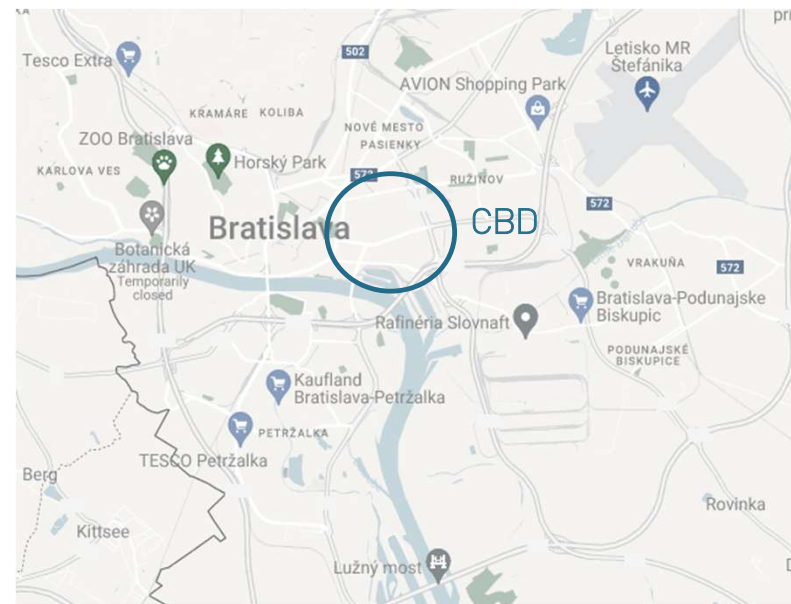 502
pri
Letisko MR
Štefánika
Tesco Extra
AVION Shopping Park
KRAMÁRE KOLIBA
NOVÉ MESTO
PASIENKY
ZOO Bratislava
Horský Park
KARLOVA VES
572
RUŽINOV
572
Bratislava
CBD
Botanická
záhrada UK
Temporarily
closed
VRAKUŇA
572
Bratislava-Podunajske
Biskupic
Rafinéria Slovnaft
PODUNAJSKÉ
BISKUPICE
Kaufland
Bratislava-Petržalka
PETRŽALKA
TESCO Petržalka
Berg
Rovinka
Kittsee
Lužný most